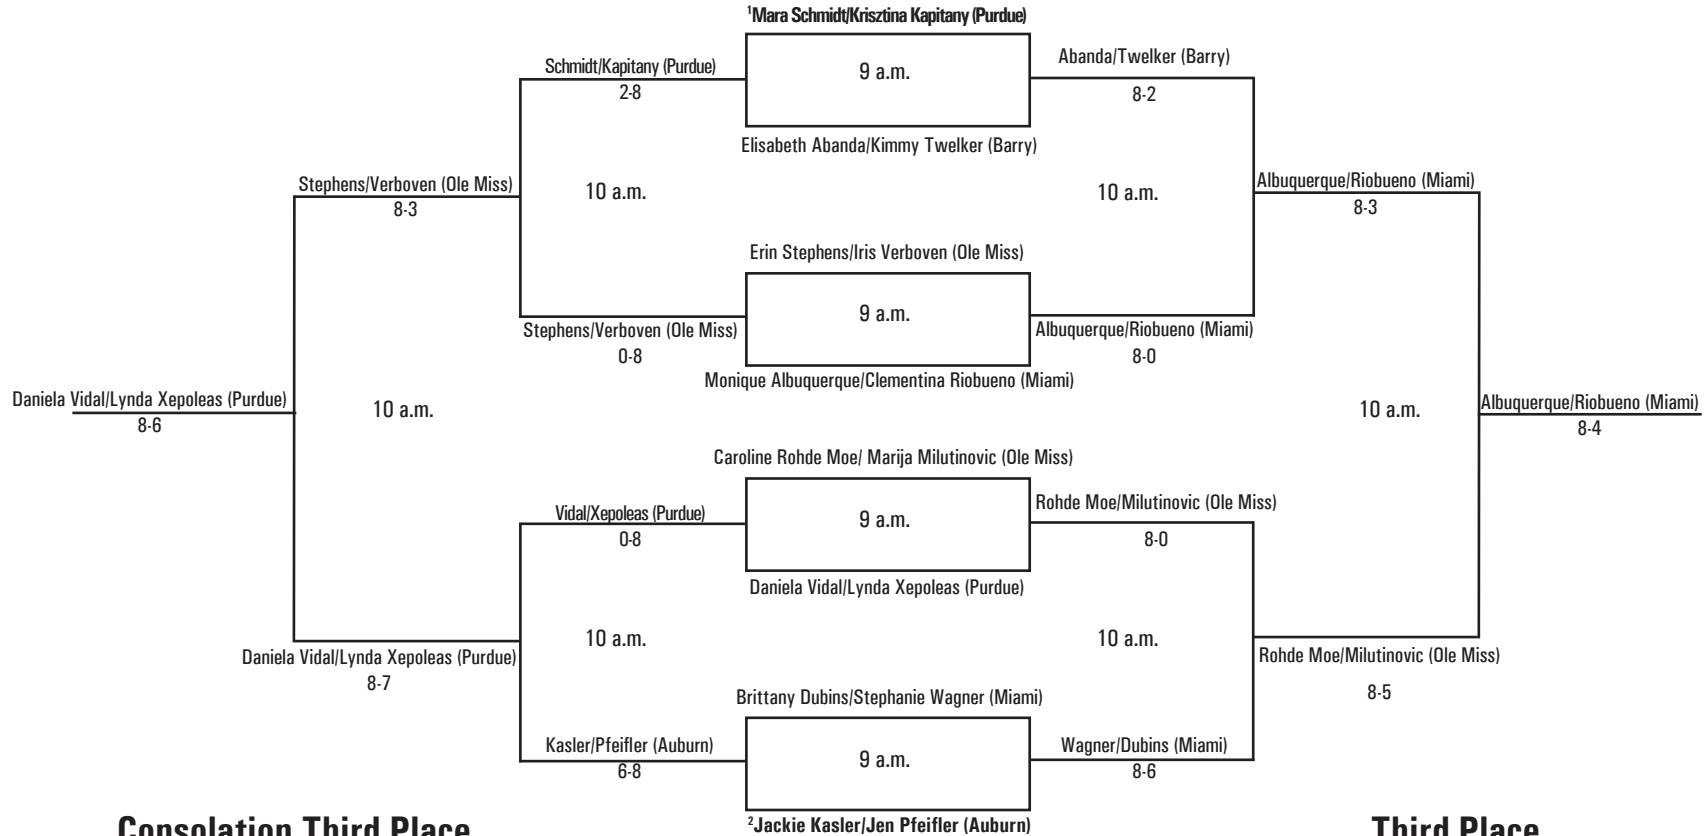 ¹Mara Schmidt/Krisztina Kapitany (Purdue)
Schmidt/Kapitany (Purdue)
2-8
9 a.m.
Abanda/Twelker (Barry)
8-2
Elisabeth Abanda/Kimmy Twelker (Barry)
Stephens/Verboven (Ole Miss)
8-3
10 a.m.
10 a.m.
Albuquerque/Riobueno (Miami)
8-3
Erin Stephens/Iris Verboven (Ole Miss)
Stephens/Verboven (Ole Miss)
0-8
9 a.m.
Albuquerque/Riobueno (Miami)
8-0
Monique Albuquerque/Clementina Riobueno (Miami)
Daniela Vidal/Lynda Xepoleas (Purdue)
8-6
10 a.m.
10 a.m.
Albuquerque/Riobueno (Miami)
8-4
Caroline Rohde Moe/ Marija Milutinovic (Ole Miss)
Vidal/Xepoleas (Purdue)
0-8
9 a.m.
Rohde Moe/Milutinovic (Ole Miss)
8-0
Daniela Vidal/Lynda Xepoleas (Purdue)
10 a.m.
10 a.m.
Daniela Vidal/Lynda Xepoleas (Purdue)
8-7
Rohde Moe/Milutinovic (Ole Miss)
8-5
Brittany Dubins/Stephanie Wagner (Miami)
Kasler/Pfeifler (Auburn)
6-8
9 a.m.
Wagner/Dubins (Miami)
8-6
²Jackie Kasler/Jen Pfeifler (Auburn)
Consolation Third Place
Third Place